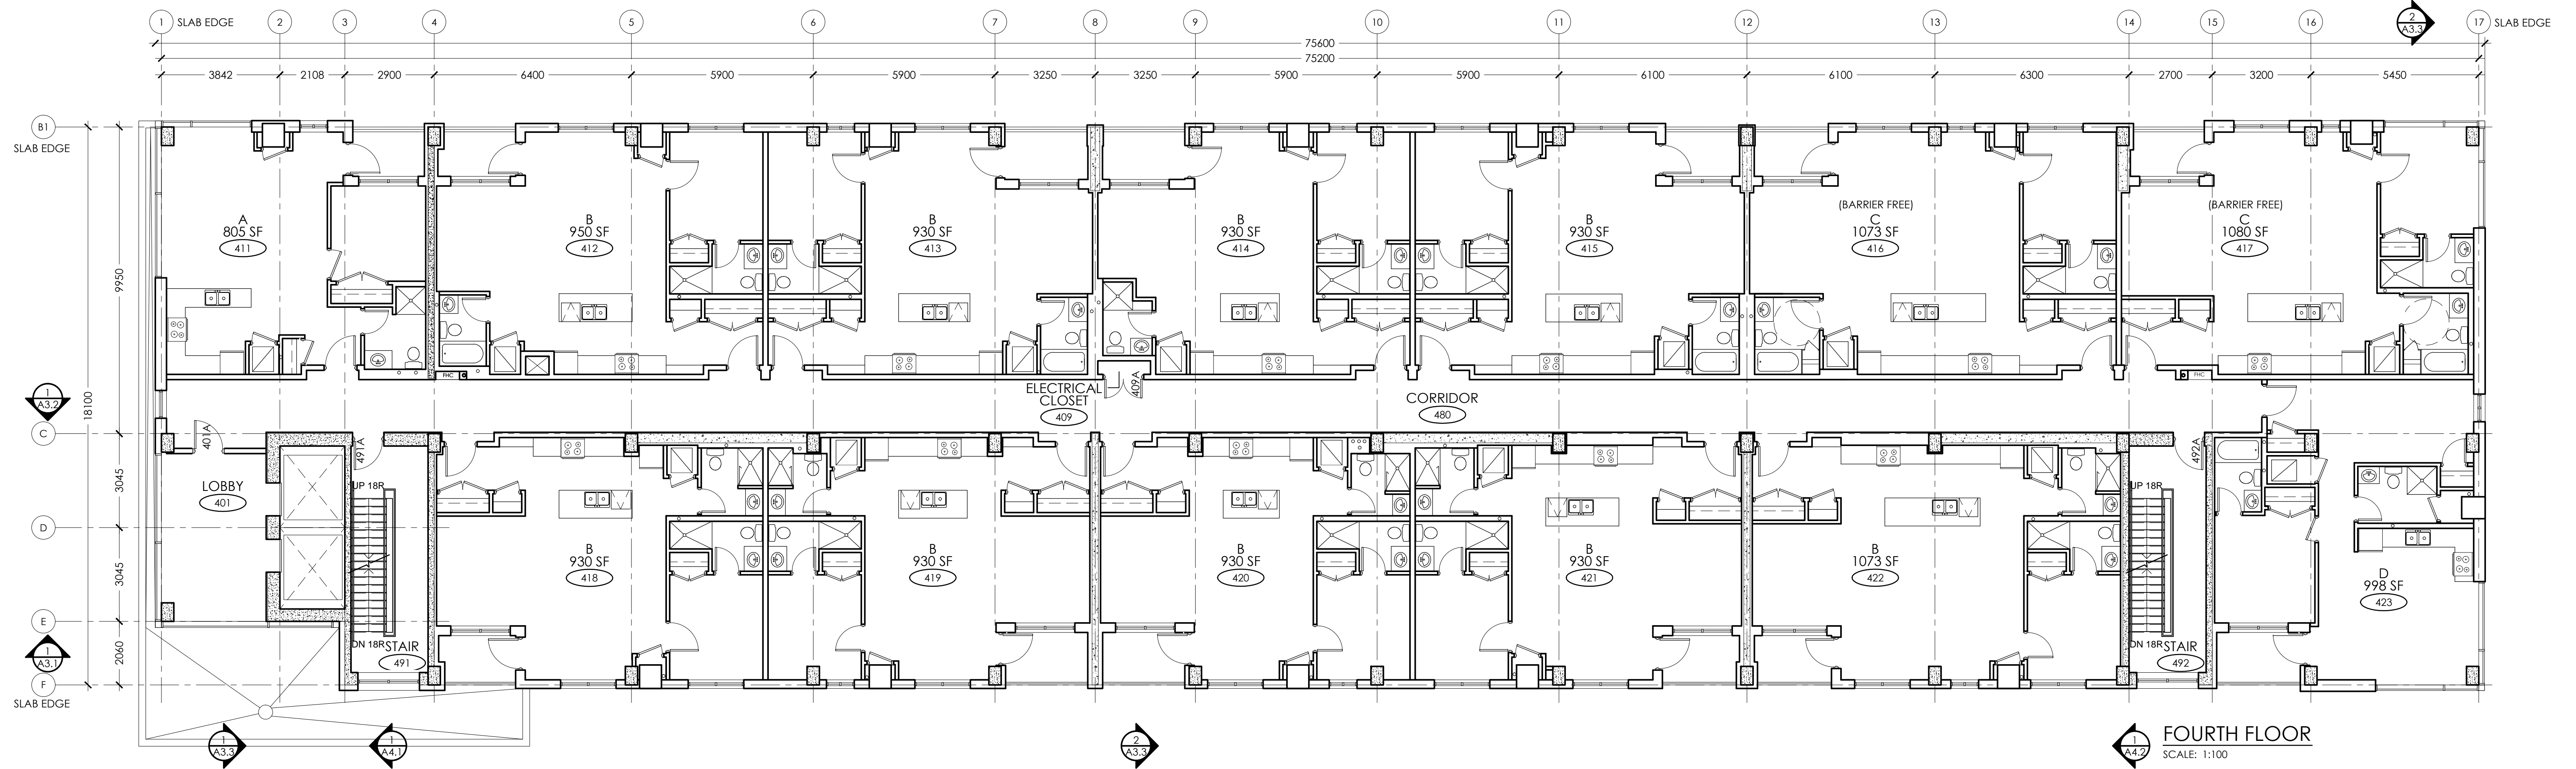 1 SLAB EDGE 2 3 4 5 6 7 8 9 10 11 12 13 14 15 16 17 SLAB EDGE
2
A3.3
75600
75200
3842 2108 2900 6400 5900 5900 3250 3250 5900 5900 6100 6100 6300 2700 3200 5450
B1
SLAB EDGE
9950
18100
3045
3045
2060
A
805 SF
411
B
950 SF
412
B
930 SF
413
B
930 SF
414
B
930 SF
415
(BARRIER FREE)
C
1073 SF
416
(BARRIER FREE)
C
1080 SF
417
FHC
FHC
1
A3.2
C
401A
491A
ELECTRICAL
CLOSET
409
409A
CORRIDOR
480
492A
LOBBY
401
UP 18R
UP 18R
D
B
930 SF
418
B
930 SF
419
B
930 SF
420
B
930 SF
421
B
1073 SF
422
D
998 SF
423
E
1
A3.1
DN 18R STAIR
491
DN 18R STAIR
492
F
SLAB EDGE
1
A3.3
1
A4.1
2
A3.3
1
A4.2
FOURTH FLOOR
SCALE: 1:100